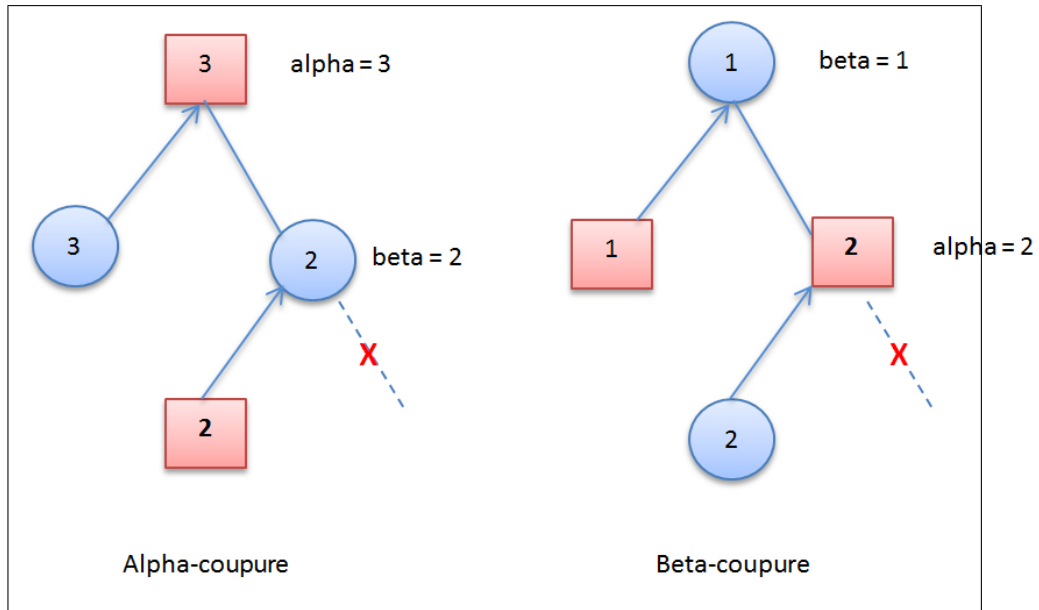 3
alpha = 3
3
2
beta = 2
X
2
Alpha-coupure
1
beta = 1
1
2
alpha = 2
X
2
Beta-coupure